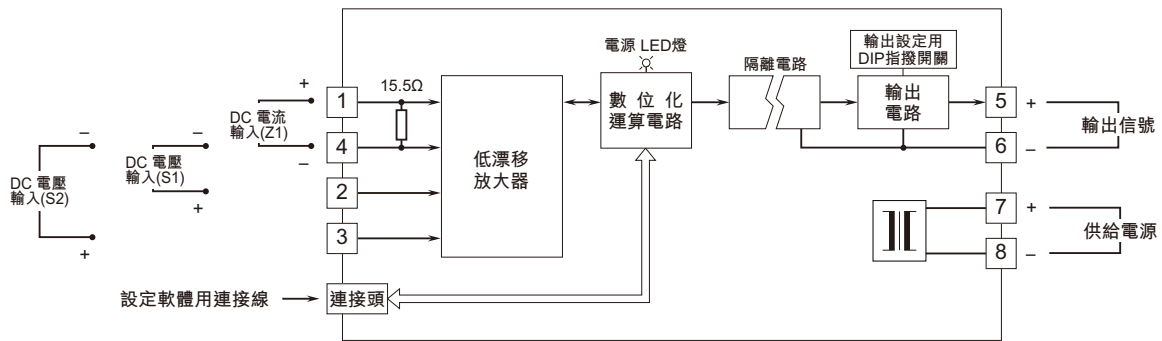 電源 LED燈
輸出設定用
DIP指撥開關
隔離電路
+
1
15.5Ω
數位化
運算電路
輸出
電路
5
+
DC 電流
輸入(Z1)
輸出信號
–
4
6
–
–
–
DC 電壓
輸入(S1)
DC 電壓
輸入(S2)
低漂移
放大器
2
+
3
+
7
+
供給電源
8
–
設定軟體用連接線
連接頭